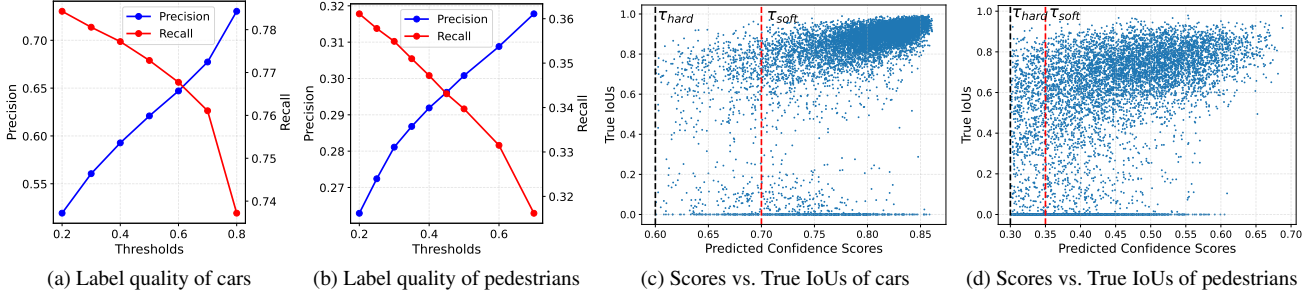 Precision
Recall
0.70
0.65
0.60
0.55
Precision
0.784
0.78
0.77
0.76
0.75
0.74
Recall
0.2 0.3 0.4 0.5 0.6 0.7 0.8
Thresholds
(a) Label quality of cars
Precision
Recall
0.32
0.31
0.30
0.29
0.28
0.27
Precision
0.36
0.35
0.34
0.33
0.32
Recall
0.2 0.3 0.4 0.5 0.6 0.7
Thresholds
(b) Label quality of pedestrians
τhard
τsoft
1.0
0.8
0.6
0.4
0.2
0.0
True IoUs
0.60 0.65 0.70 0.75 0.80 0.85
Predicted Confidence Scores
(c) Scores vs. True IoUs of cars
τhard τsoft
1.0
0.8
0.6
0.4
0.2
0.0
True IoUs
0.30 0.35 0.40 0.45 0.50 0.55 0.60 0.65 0.70
Predicted Confidence Scores
(d) Scores vs. True IoUs of pedestrians